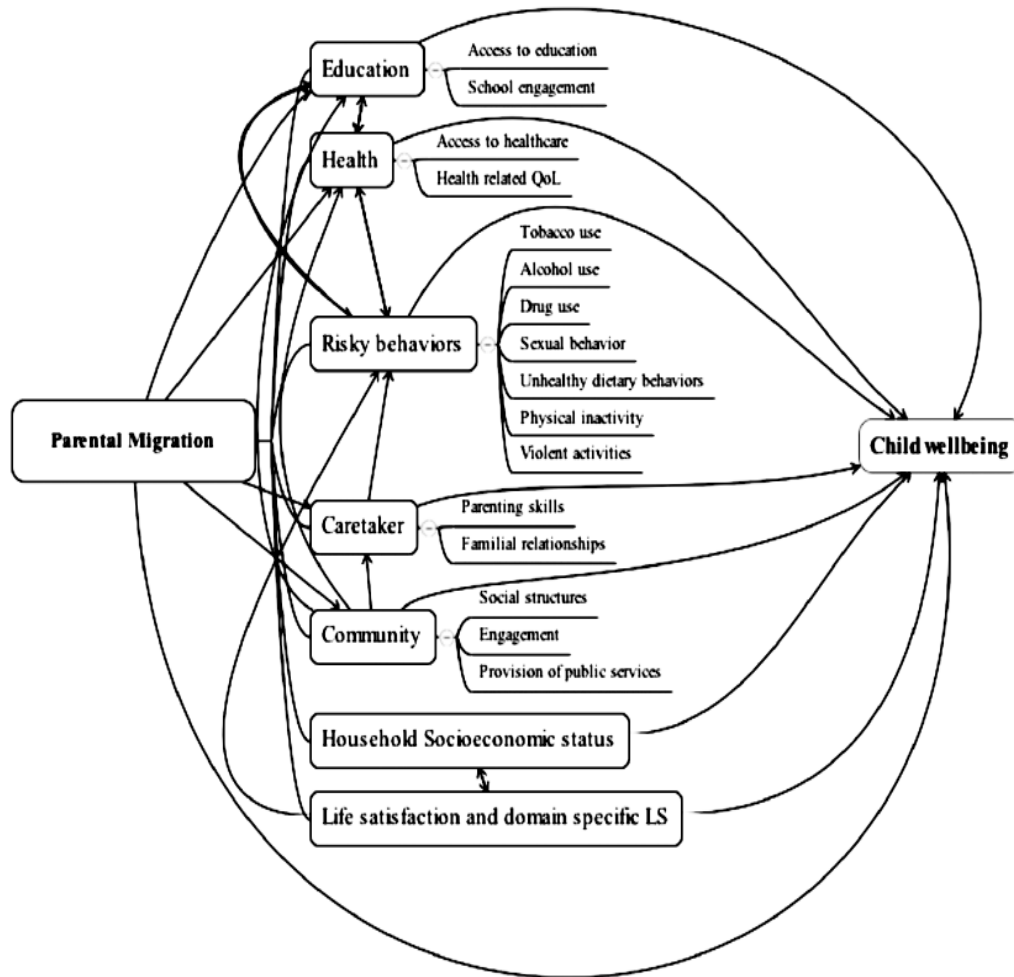 Education
Access to education
School engagement
Health
Access to healthcare
Health related QoL
Risky behaviors
Tobacco use
Alcohol use
Drug use
Sexual behavior
Unhealthy dietary behaviors
Physical inactivity
Violent activities
Parental Migration
Child wellbeing
Caretaker
Parenting skills
Familial relationships
Community
Social structures
Engagement
Provision of public services
Household Socioeconomic status
Life satisfaction and domain specific LS